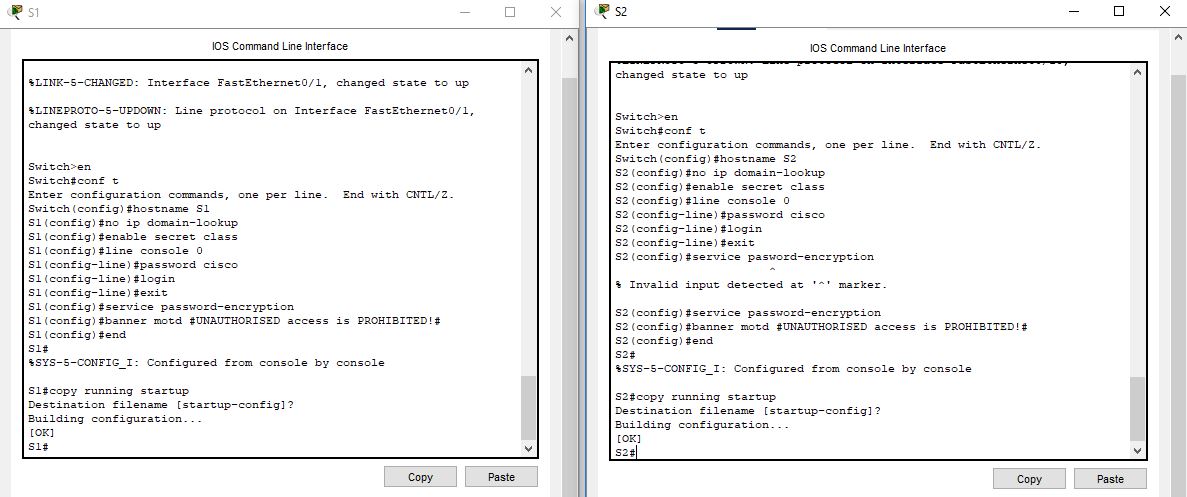 S1
IOS Command Line Interface
%LINK-5-CHANGED: Interface FastEthernet0/1, changed state to up
%LINEPROTO-5-UPDOWN: Line protocol on Interface FastEthernet0/1,
changed state to up
Switch>en
Switch#conf t
Enter configuration commands, one per line.  End with CNTL/Z.
Switch(config)#hostname S1
S1(config)#no ip domain-lookup
S1(config)#enable secret class
S1(config)#line console 0
S1(config-line)#password cisco
S1(config-line)#login
S1(config-line)#exit
S1(config)#service password-encryption
S1(config)#banner motd #UNAUTHORISED access is PROHIBITED!#
S1(config)#end
S1#
%SYS-5-CONFIG_I: Configured from console by console
S1#copy running startup
Destination filename [startup-config]?
Building configuration...
[OK]
S1#
Copy
Paste
S2
IOS Command Line Interface
changed state to up
Switch>en
Switch#conf t
Enter configuration commands, one per line.  End with CNTL/Z.
Switch(config)#hostname S2
S2(config)#no ip domain-lookup
S2(config)#enable secret class
S2(config)#line console 0
S2(config-line)#password cisco
S2(config-line)#login
S2(config-line)#exit
S2(config)#service pasword-encryption
^
% Invalid input detected at '^' marker.
S2(config)#service password-encryption
S2(config)#banner motd #UNAUTHORISED access is PROHIBITED!#
S2(config)#end
S2#
%SYS-5-CONFIG_I: Configured from console by console
S2#copy running startup
Destination filename [startup-config]?
Building configuration...
[OK]
S2#
Copy
Paste